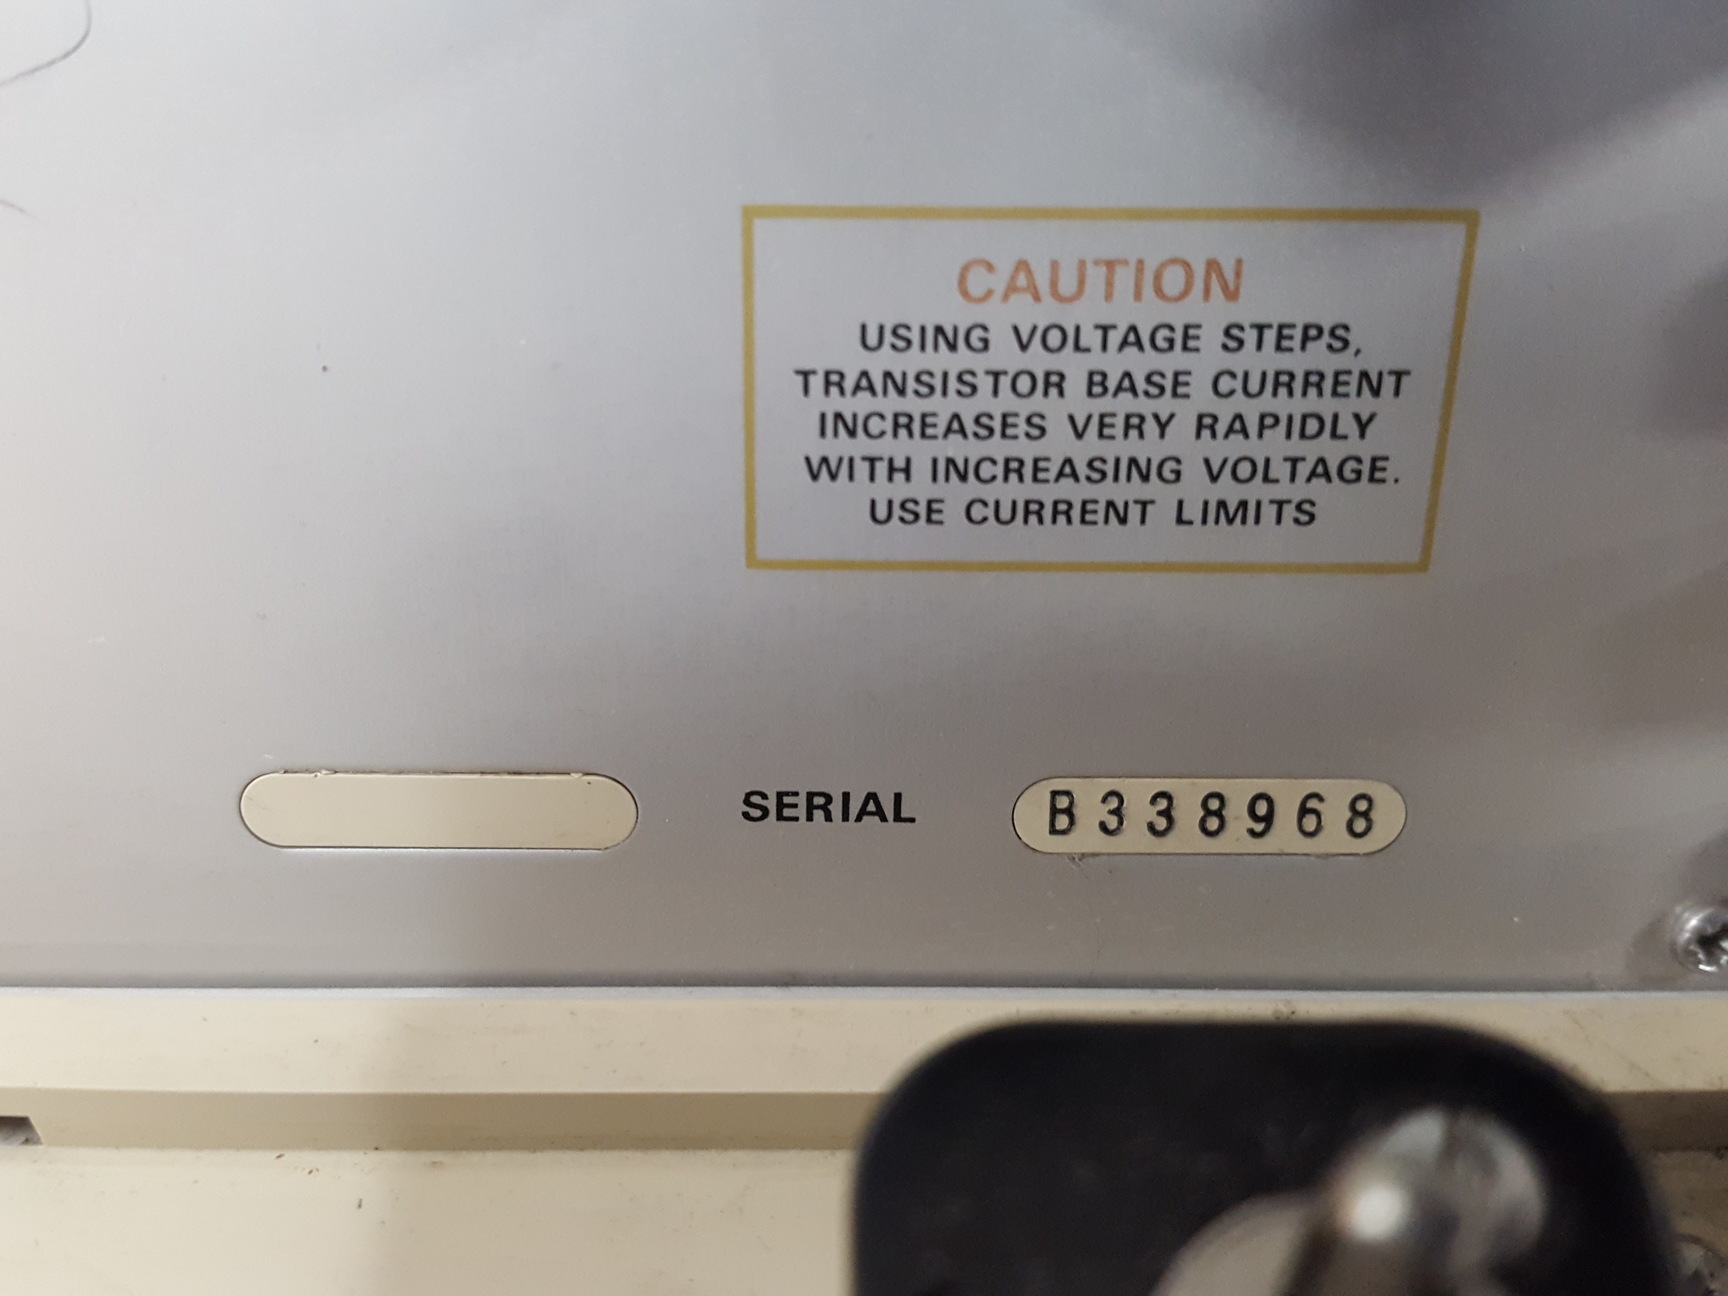 CAUTION
USING VOLTAGE STEPS,
TRANSISTOR BASE CURRENT
INCREASES VERY RAPIDLY
WITH INCREASING VOLTAGE.
USE CURRENT LIMITS
SERIAL B338968